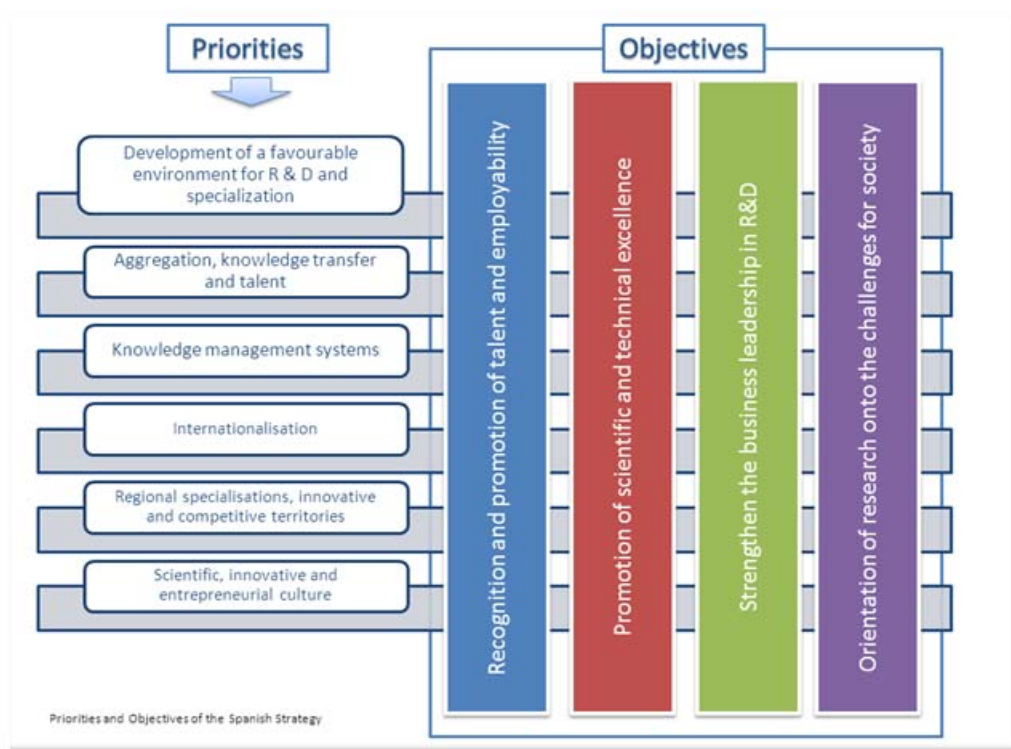 Priorities
Objectives
Development of a favourable
environment for R & D and
specialization
Aggregation, knowledge transfer
and talent
Knowledge management systems
Internationalisation
Regional specialisations, innovative
and competitive territories
Scientific, innovative and
entrepreneurial culture
Recognition and promotion of talent and employability
Promotion of scientific and technical excellence
Strengthen the business leadership in R&D
Orientation of research onto the challenges for society
Priorities and Objectives of the Spanish Strategy